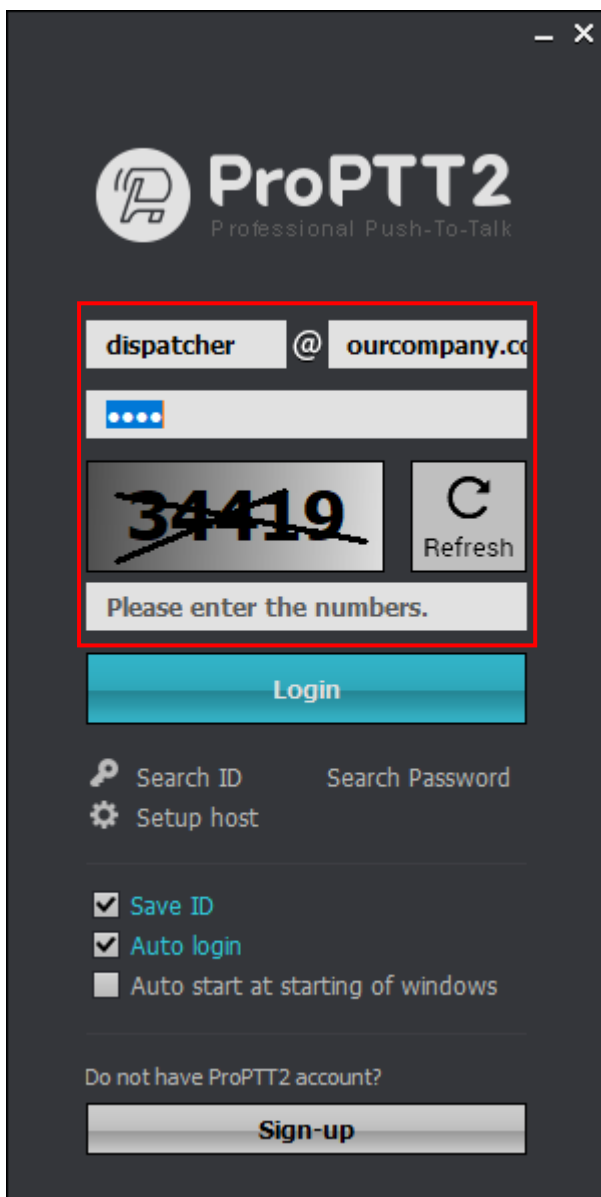 ProPTT2
Professional Push-To-Talk
dispatcher @ ourcompany.co
34419
Refresh
Please enter the numbers.
Login
Search ID Search Password
Setup host
Save ID
Auto login
Auto start at starting of windows
Do not have ProPTT2 account?
Sign-up